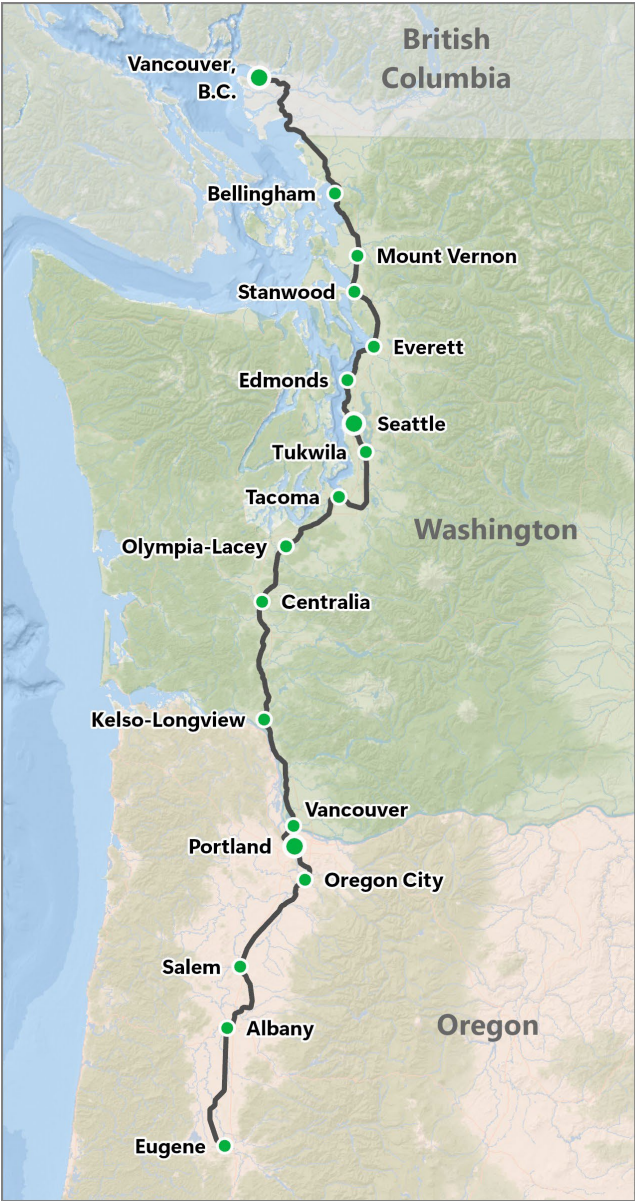 British
Columbia
Vancouver,
B.C.
Bellingham
Mount Vernon
Stanwood
Everett
Edmonds
Seattle
Tukwila
Tacoma
Washington
Olympia-Lacey
Centralia
Kelso-Longview
Vancouver
Portland
Oregon City
Salem
Oregon
Albany
Eugene